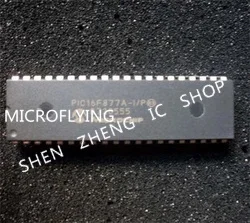 PIC16F877A-I/P
MICROFLYING
SHEN ZHENG IC SHOP